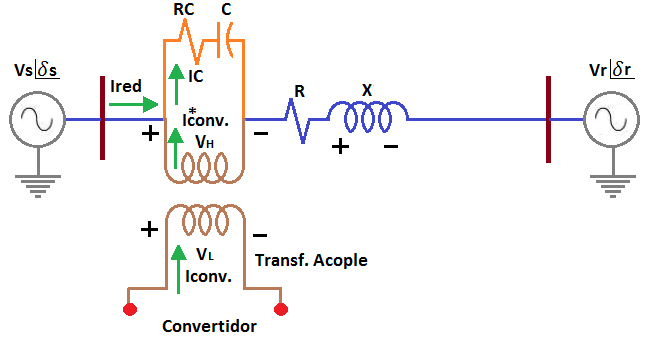 RC C
Vs|δs
Vr|δr
Ired
IC
R
X
*
Iconv.
+
VH
−
+
−
+
−
VL
Iconv.
Transf. Acople
Convertidor